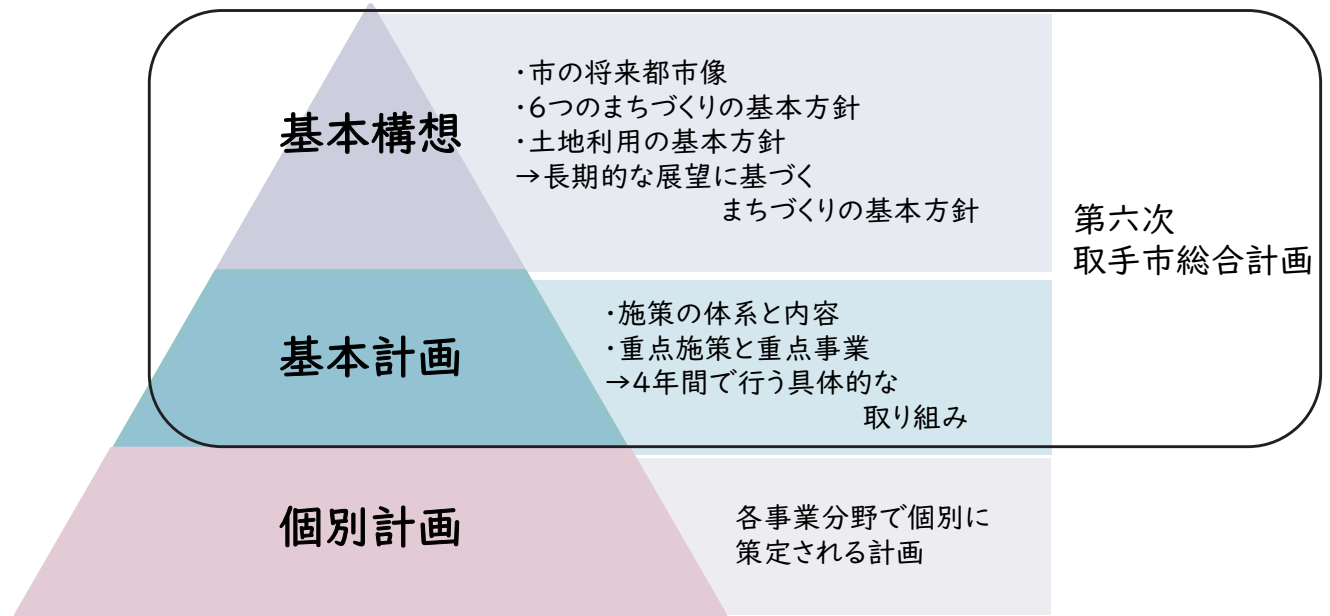 基本構想
・市の将来都市像
・6つのまちづくりの基本方針
・土地利用の基本方針
→長期的な展望に基づく
まちづくりの基本方針
第六次
取手市総合計画
基本計画
・施策の体系と内容
・重点施策と重点事業
→4年間で行う具体的な
取り組み
個別計画
各事業分野で個別に
策定される計画